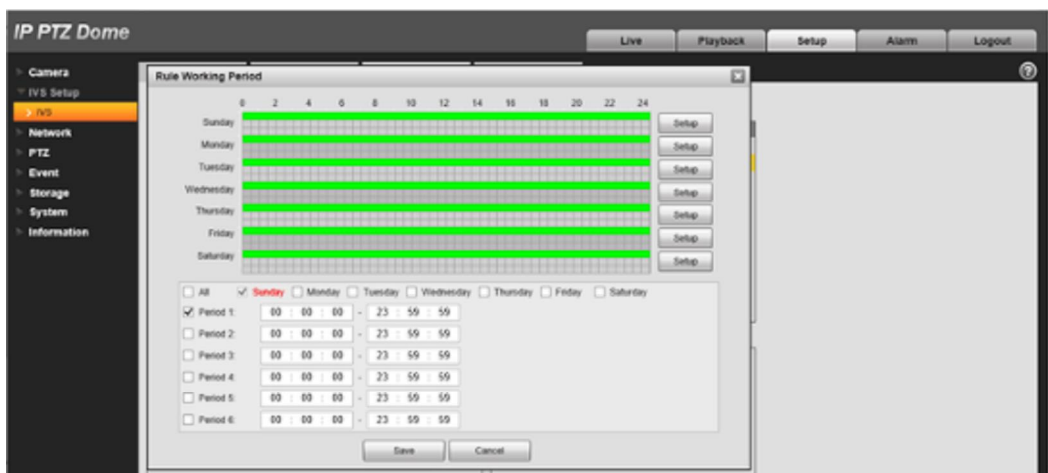 IP PTZ Dome
Live Playback Setup Alarm Logout
Camera
IVS Setup
IVS
Network
PTZ
Event
Storage
System
Information
Rule Working Period
0 2 4 6 8 10 12 14 16 18 20 22 24
Sunday Setup
Monday Setup
Tuesday Setup
Wednesday Setup
Thursday Setup
Friday Setup
Saturday Setup
All Sunday Monday Tuesday Wednesday Thursday Friday Saturday
Period 1: 00 : 00 : 00 - 23 : 59 : 59
Period 2: 00 : 00 : 00 - 23 : 59 : 59
Period 3: 00 : 00 : 00 - 23 : 59 : 59
Period 4: 00 : 00 : 00 - 23 : 59 : 59
Period 5: 00 : 00 : 00 - 23 : 59 : 59
Period 6: 00 : 00 : 00 - 23 : 59 : 59
Save Cancel